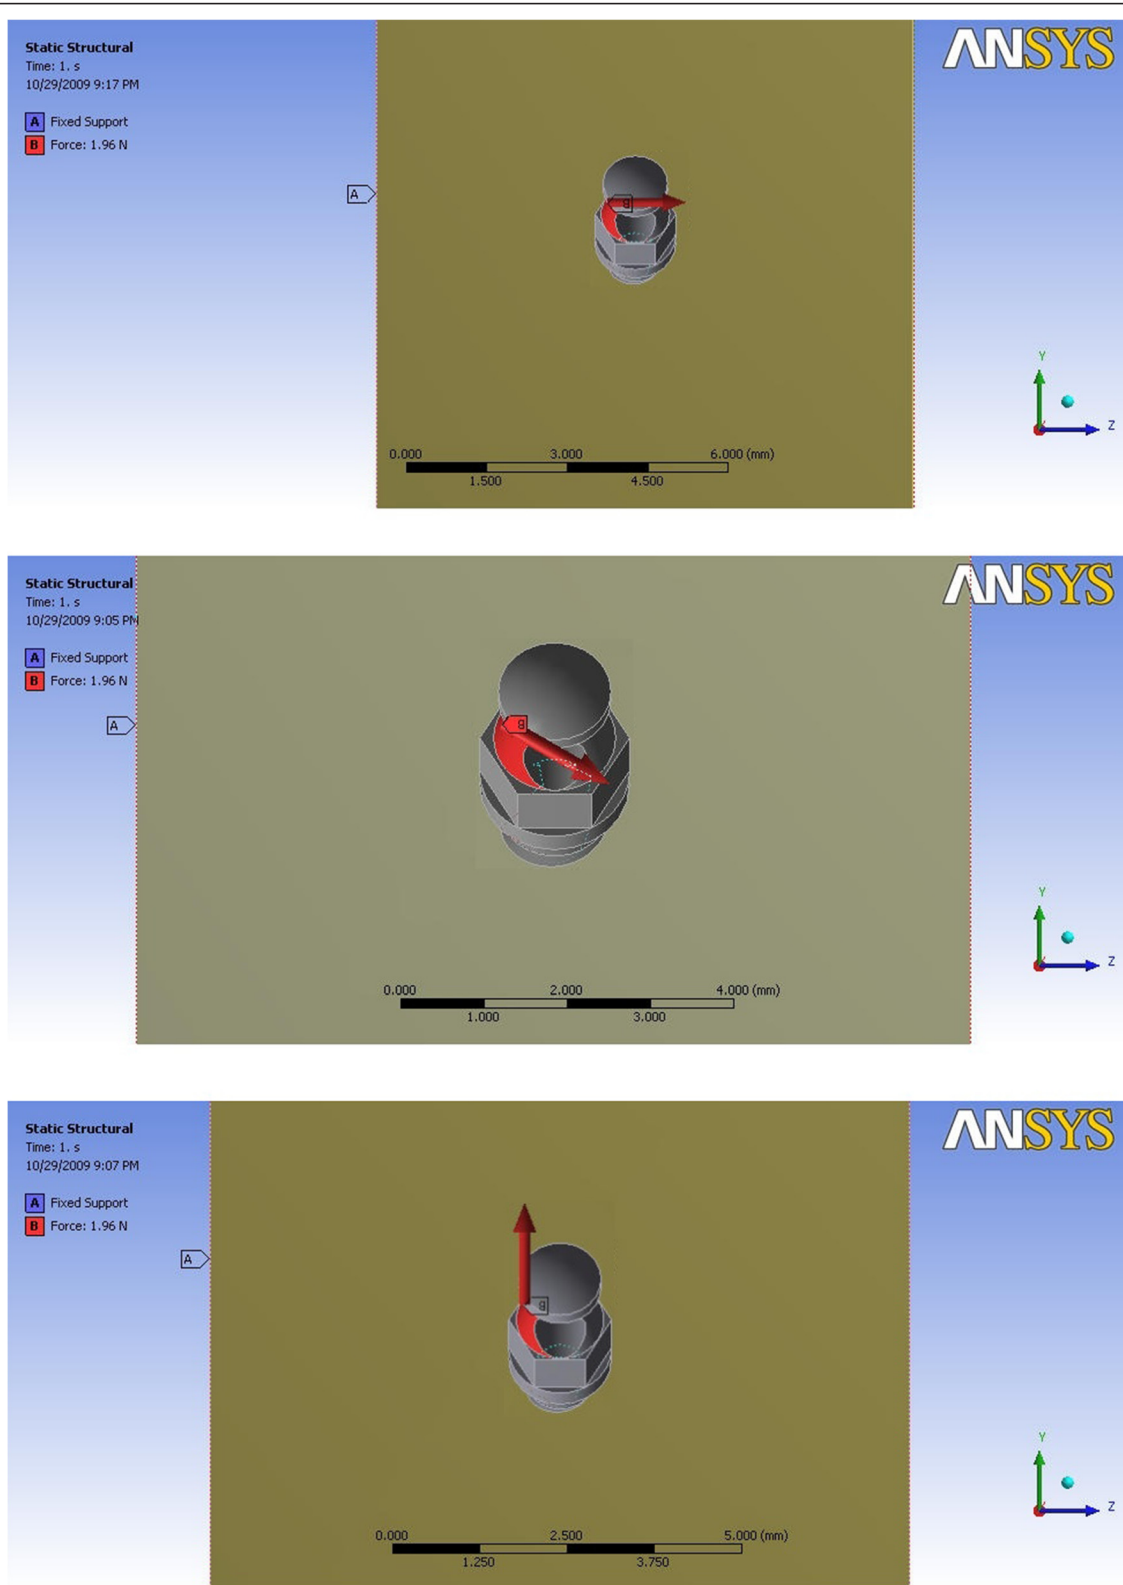 Static Structural
Time: 1. s
10/29/2009 9:17 PM
A Fixed Support
B Force: 1.96 N
ANSYS
A
B
Y
Z
0.000 3.000 6.000 (mm)
1.500 4.500
Static Structural
Time: 1. s
10/29/2009 9:05 PM
A Fixed Support
B Force: 1.96 N
ANSYS
A
B
Y
Z
0.000 2.000 4.000 (mm)
1.000 3.000
Static Structural
Time: 1. s
10/29/2009 9:07 PM
A Fixed Support
B Force: 1.96 N
ANSYS
A
B
Y
Z
0.000 2.500 5.000 (mm)
1.250 3.750